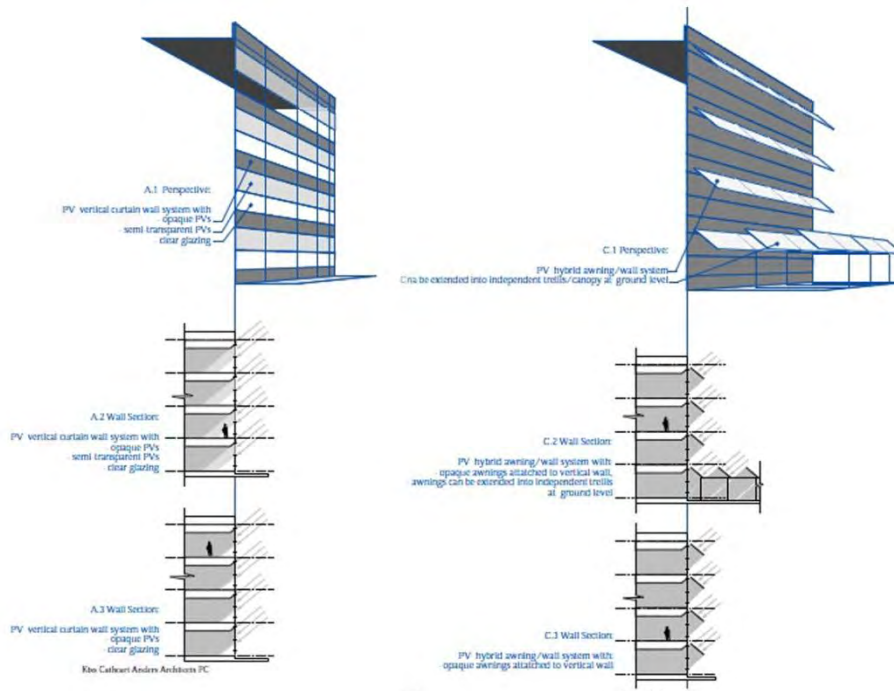 A.1 Perspective:
PV vertical curtain wall system with
opaque PVs
semi transparent PVs
clear glazing
A.2 Wall Section:
PV vertical curtain wall system with
opaque PVs
semi transparent PVs
clear glazing
A.3 Wall Section:
PV vertical curtain wall system with
opaque PVs
clear glazing
Kiss Cathcart Anders Architects PC
C.1 Perspective:
PV hybrid awning/wall system
Cna be extended into independent treills/canopy at ground level
C.2 Wall Section:
PV hybrid awning/wall system with:
opaque awnings attatched to vertical wall,
awnings can be extended into independent treills
at ground level
C.3 Wall Section:
PV hybrid awning/wall system with:
opaque awnings attatched to vertical wall